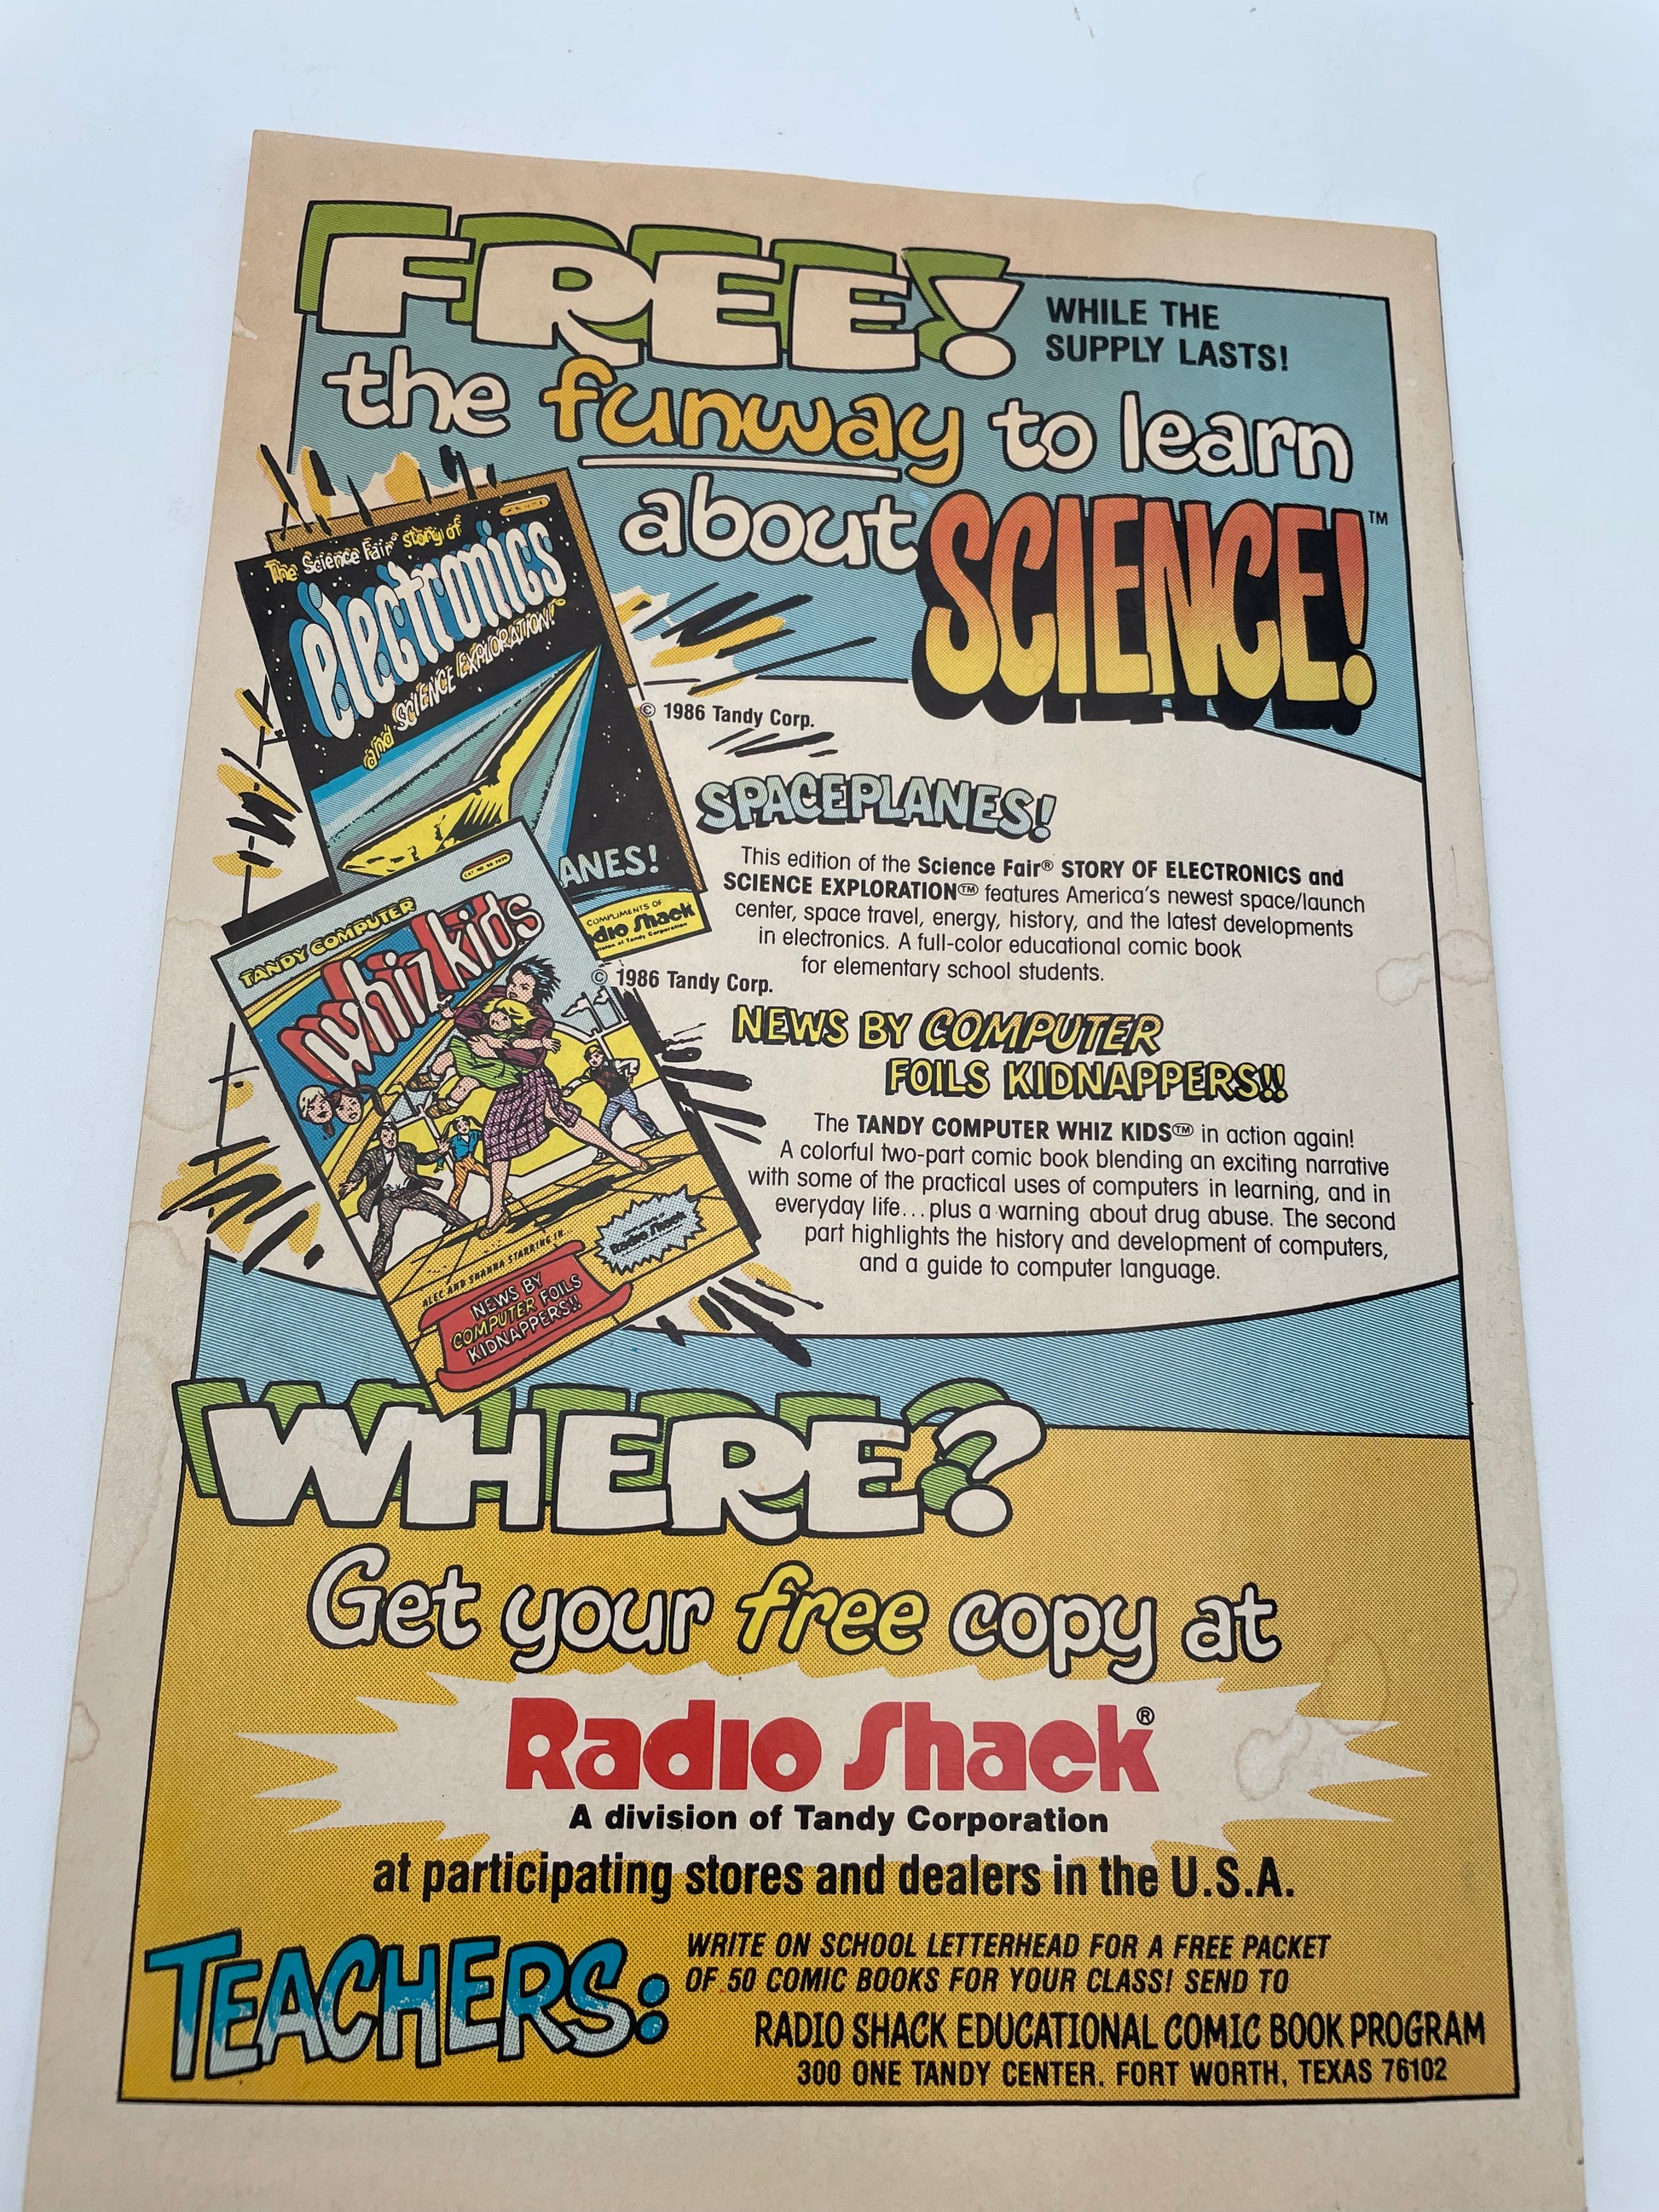 FREE!
WHILE THE
SUPPLY LASTS!
the funway to learn
about SCIENCE!™
The Science Fair® story of
electronics
and SCIENCE EXPLORATION!™
ANES!
COMPLIMENTS OF
dio Shack
© 1986 Tandy Corp.
SPACEPLANES!
This edition of the Science Fair® STORY OF ELECTRONICS and
SCIENCE EXPLORATION™ features America's newest space/launch
center, space travel, energy, history, and the latest developments
in electronics. A full-color educational comic book
for elementary school students.
TANDY COMPUTER
whiz kids
ALEC AND SHANNA STARRING IN
NEWS BY
COMPUTER FOILS
KIDNAPPERS!!
© 1986 Tandy Corp.
NEWS BY COMPUTER
FOILS KIDNAPPERS!!
The TANDY COMPUTER WHIZ KIDS™ in action again!
A colorful two-part comic book blending an exciting narrative
with some of the practical uses of computers in learning, and in
everyday life...plus a warning about drug abuse. The second
part highlights the history and development of computers,
and a guide to computer language.
WHERE?
Get your free copy at
Radio Shack®
A division of Tandy Corporation
at participating stores and dealers in the U.S.A.
TEACHERS:
WRITE ON SCHOOL LETTERHEAD FOR A FREE PACKET
OF 50 COMIC BOOKS FOR YOUR CLASS! SEND TO
RADIO SHACK EDUCATIONAL COMIC BOOK PROGRAM
300 ONE TANDY CENTER. FORT WORTH, TEXAS 76102